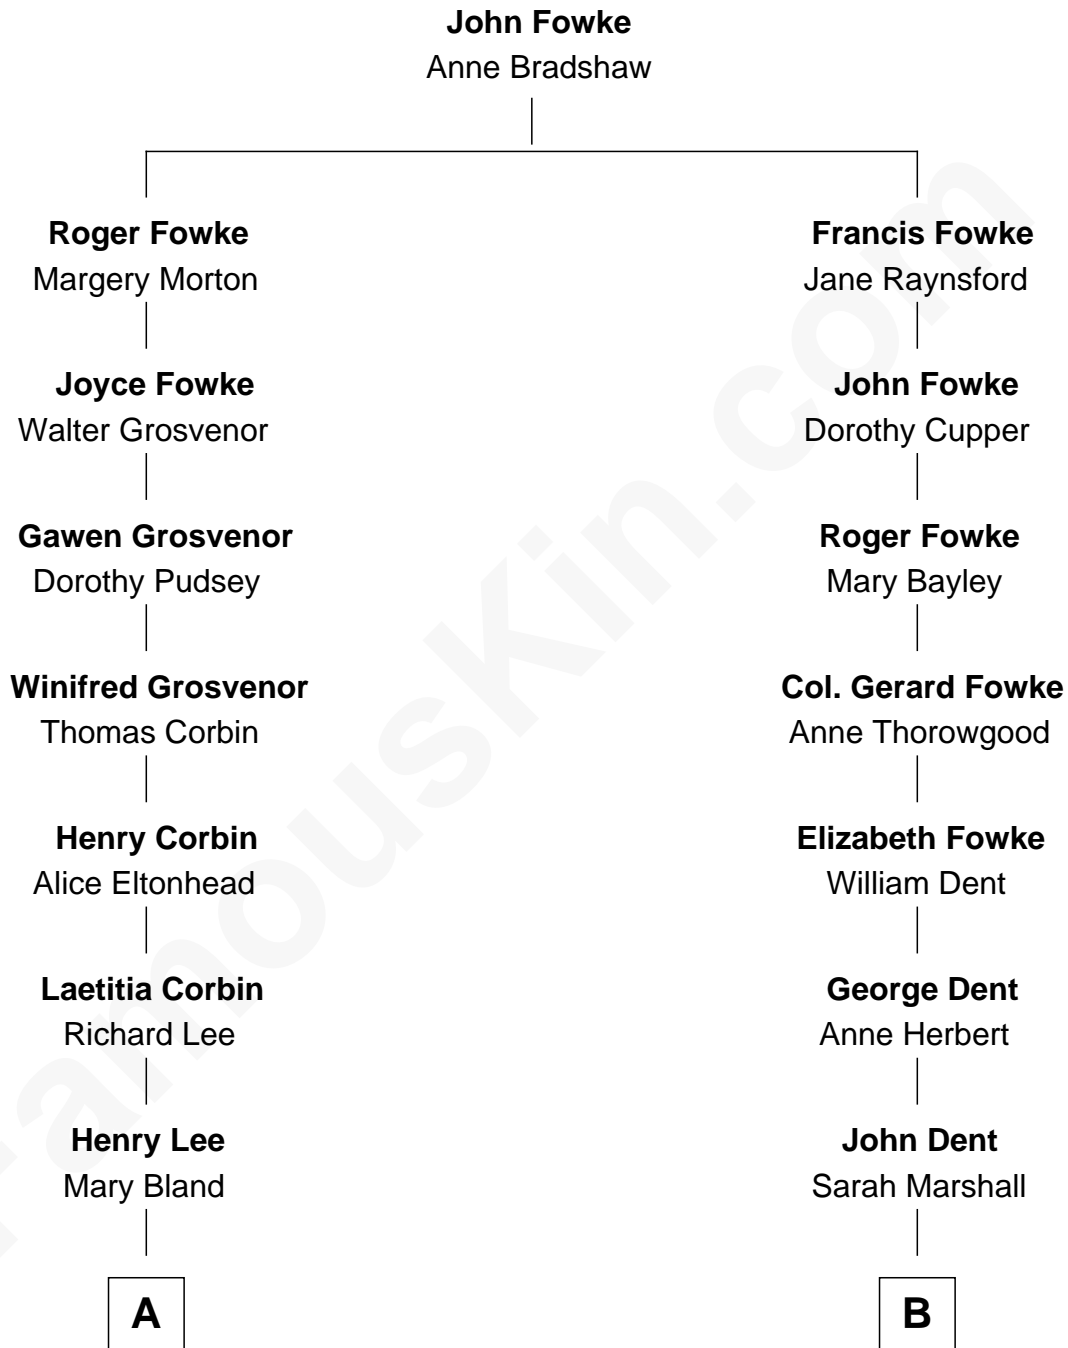 John Fowke
Anne Bradshaw
Roger Fowke
Margery Morton
Francis Fowke
Jane Raynsford
Joyce Fowke
Walter Grosvenor
John Fowke
Dorothy Cupper
Gawen Grosvenor
Dorothy Pudsey
Roger Fowke
Mary Bayley
Winifred Grosvenor
Thomas Corbin
Col. Gerard Fowke
Anne Thorowgood
Henry Corbin
Alice Eltonhead
Elizabeth Fowke
William Dent
Laetitia Corbin
Richard Lee
George Dent
Anne Herbert
Henry Lee
Mary Bland
John Dent
Sarah Marshall
A
B
FamousKin.com